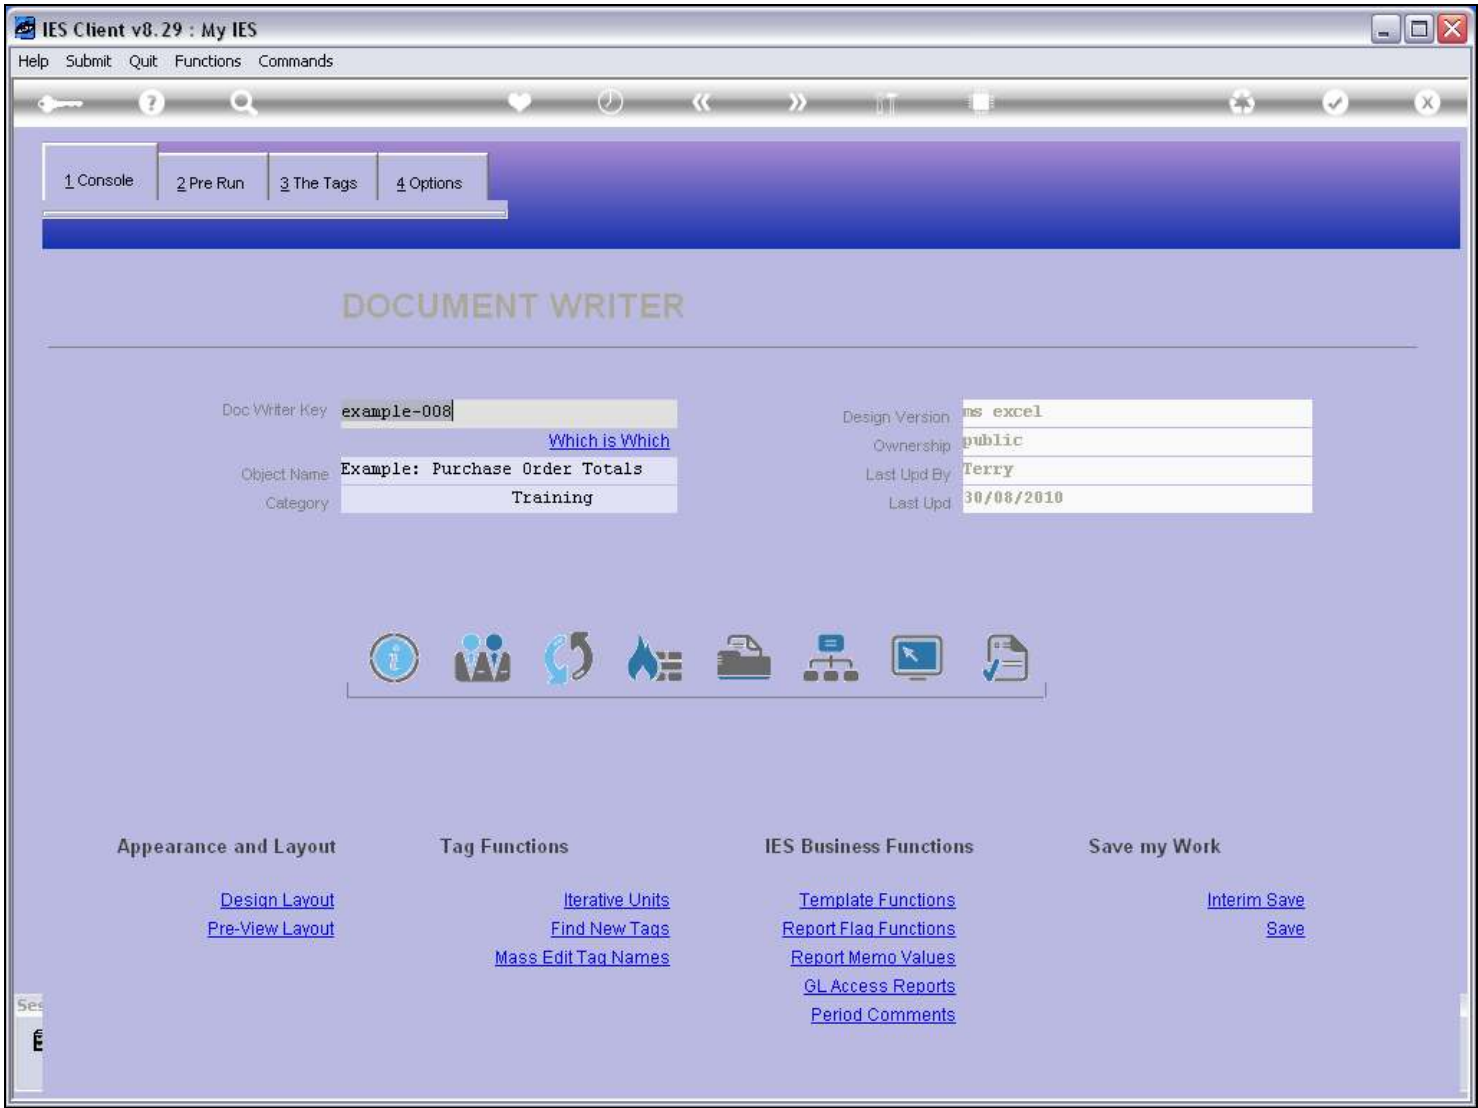 IES Client v8.29 : My IES
Help Submit Quit Functions Commands
1 Console 2 Pre Run 3 The Tags 4 Options
DOCUMENT WRITER
Doc Writer Key example-008
Which is Which
Object Name Example: Purchase Order Totals
Category Training
Design Version ms excel
Ownership public
Last Upd By Terry
Last Upd 30/08/2010
Appearance and Layout
Design Layout
Pre-View Layout
Tag Functions
Iterative Units
Find New Tags
Mass Edit Tag Names
IES Business Functions
Template Functions
Report Flag Functions
Report Memo Values
GL Access Reports
Period Comments
Save my Work
Interim Save
Save
Ses